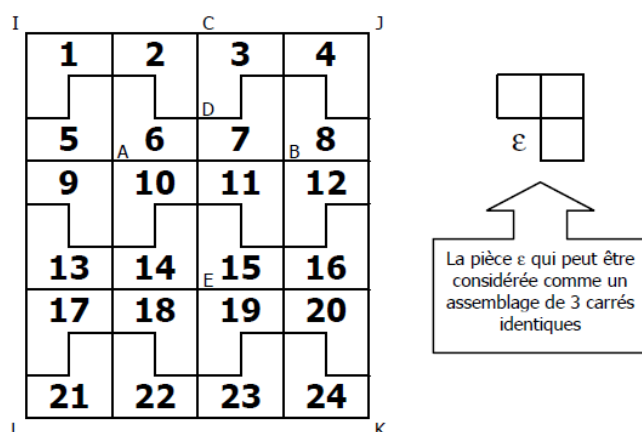 I C J
1 2 3 4
D
5 A 6 7 B 8
9 10 11 12
13 14 E 15 16
17 18 19 20
21 22 23 24
L K
ε
La pièce ε qui peut être
considérée comme un
assemblage de 3 carrés
identiques